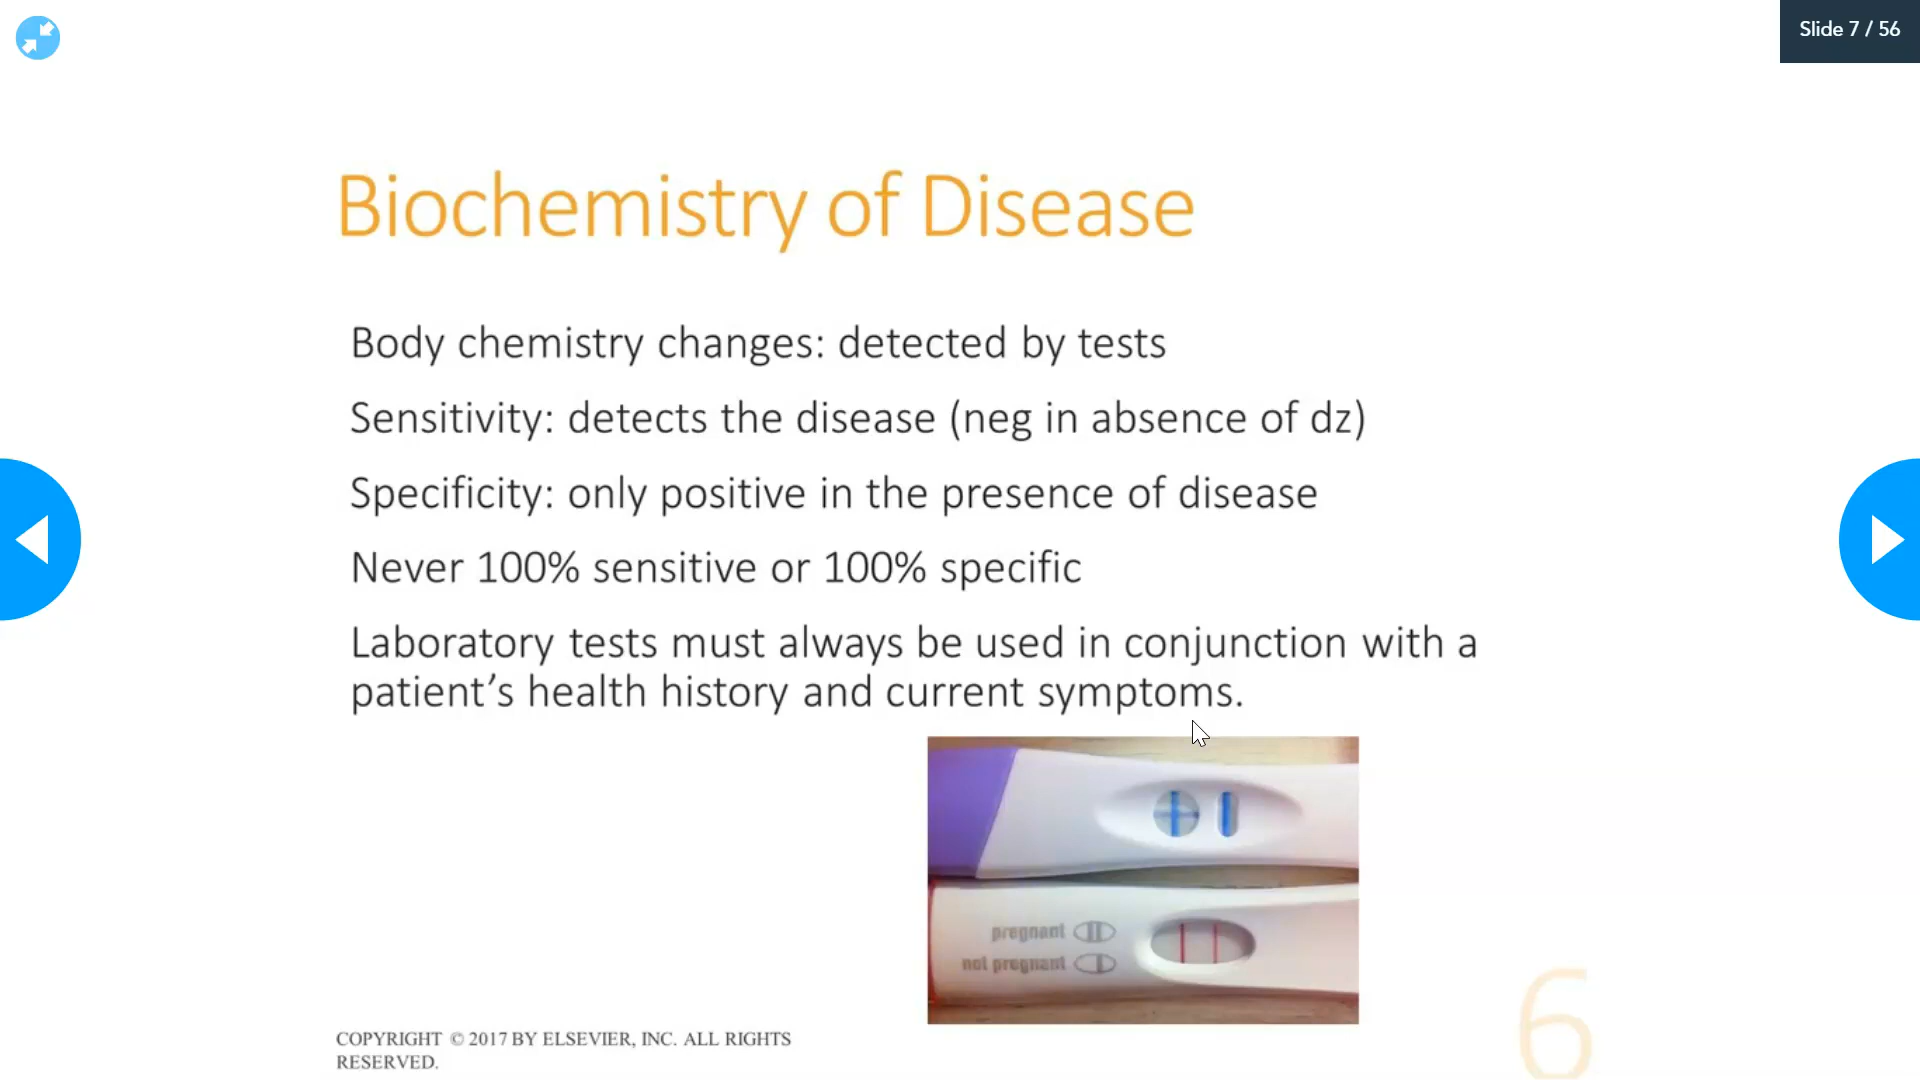 Slide 7 / 56
Biochemistry of Disease
Body chemistry changes: detected by tests
Sensitivity: detects the disease (neg in absence of dz)
Specificity: only positive in the presence of disease
Never 100% sensitive or 100% specific
Laboratory tests must always be used in conjunction with a
patient’s health history and current symptoms.
pregnant
not pregnant
COPYRIGHT © 2017 BY ELSEVIER, INC. ALL RIGHTS
RESERVED.
6